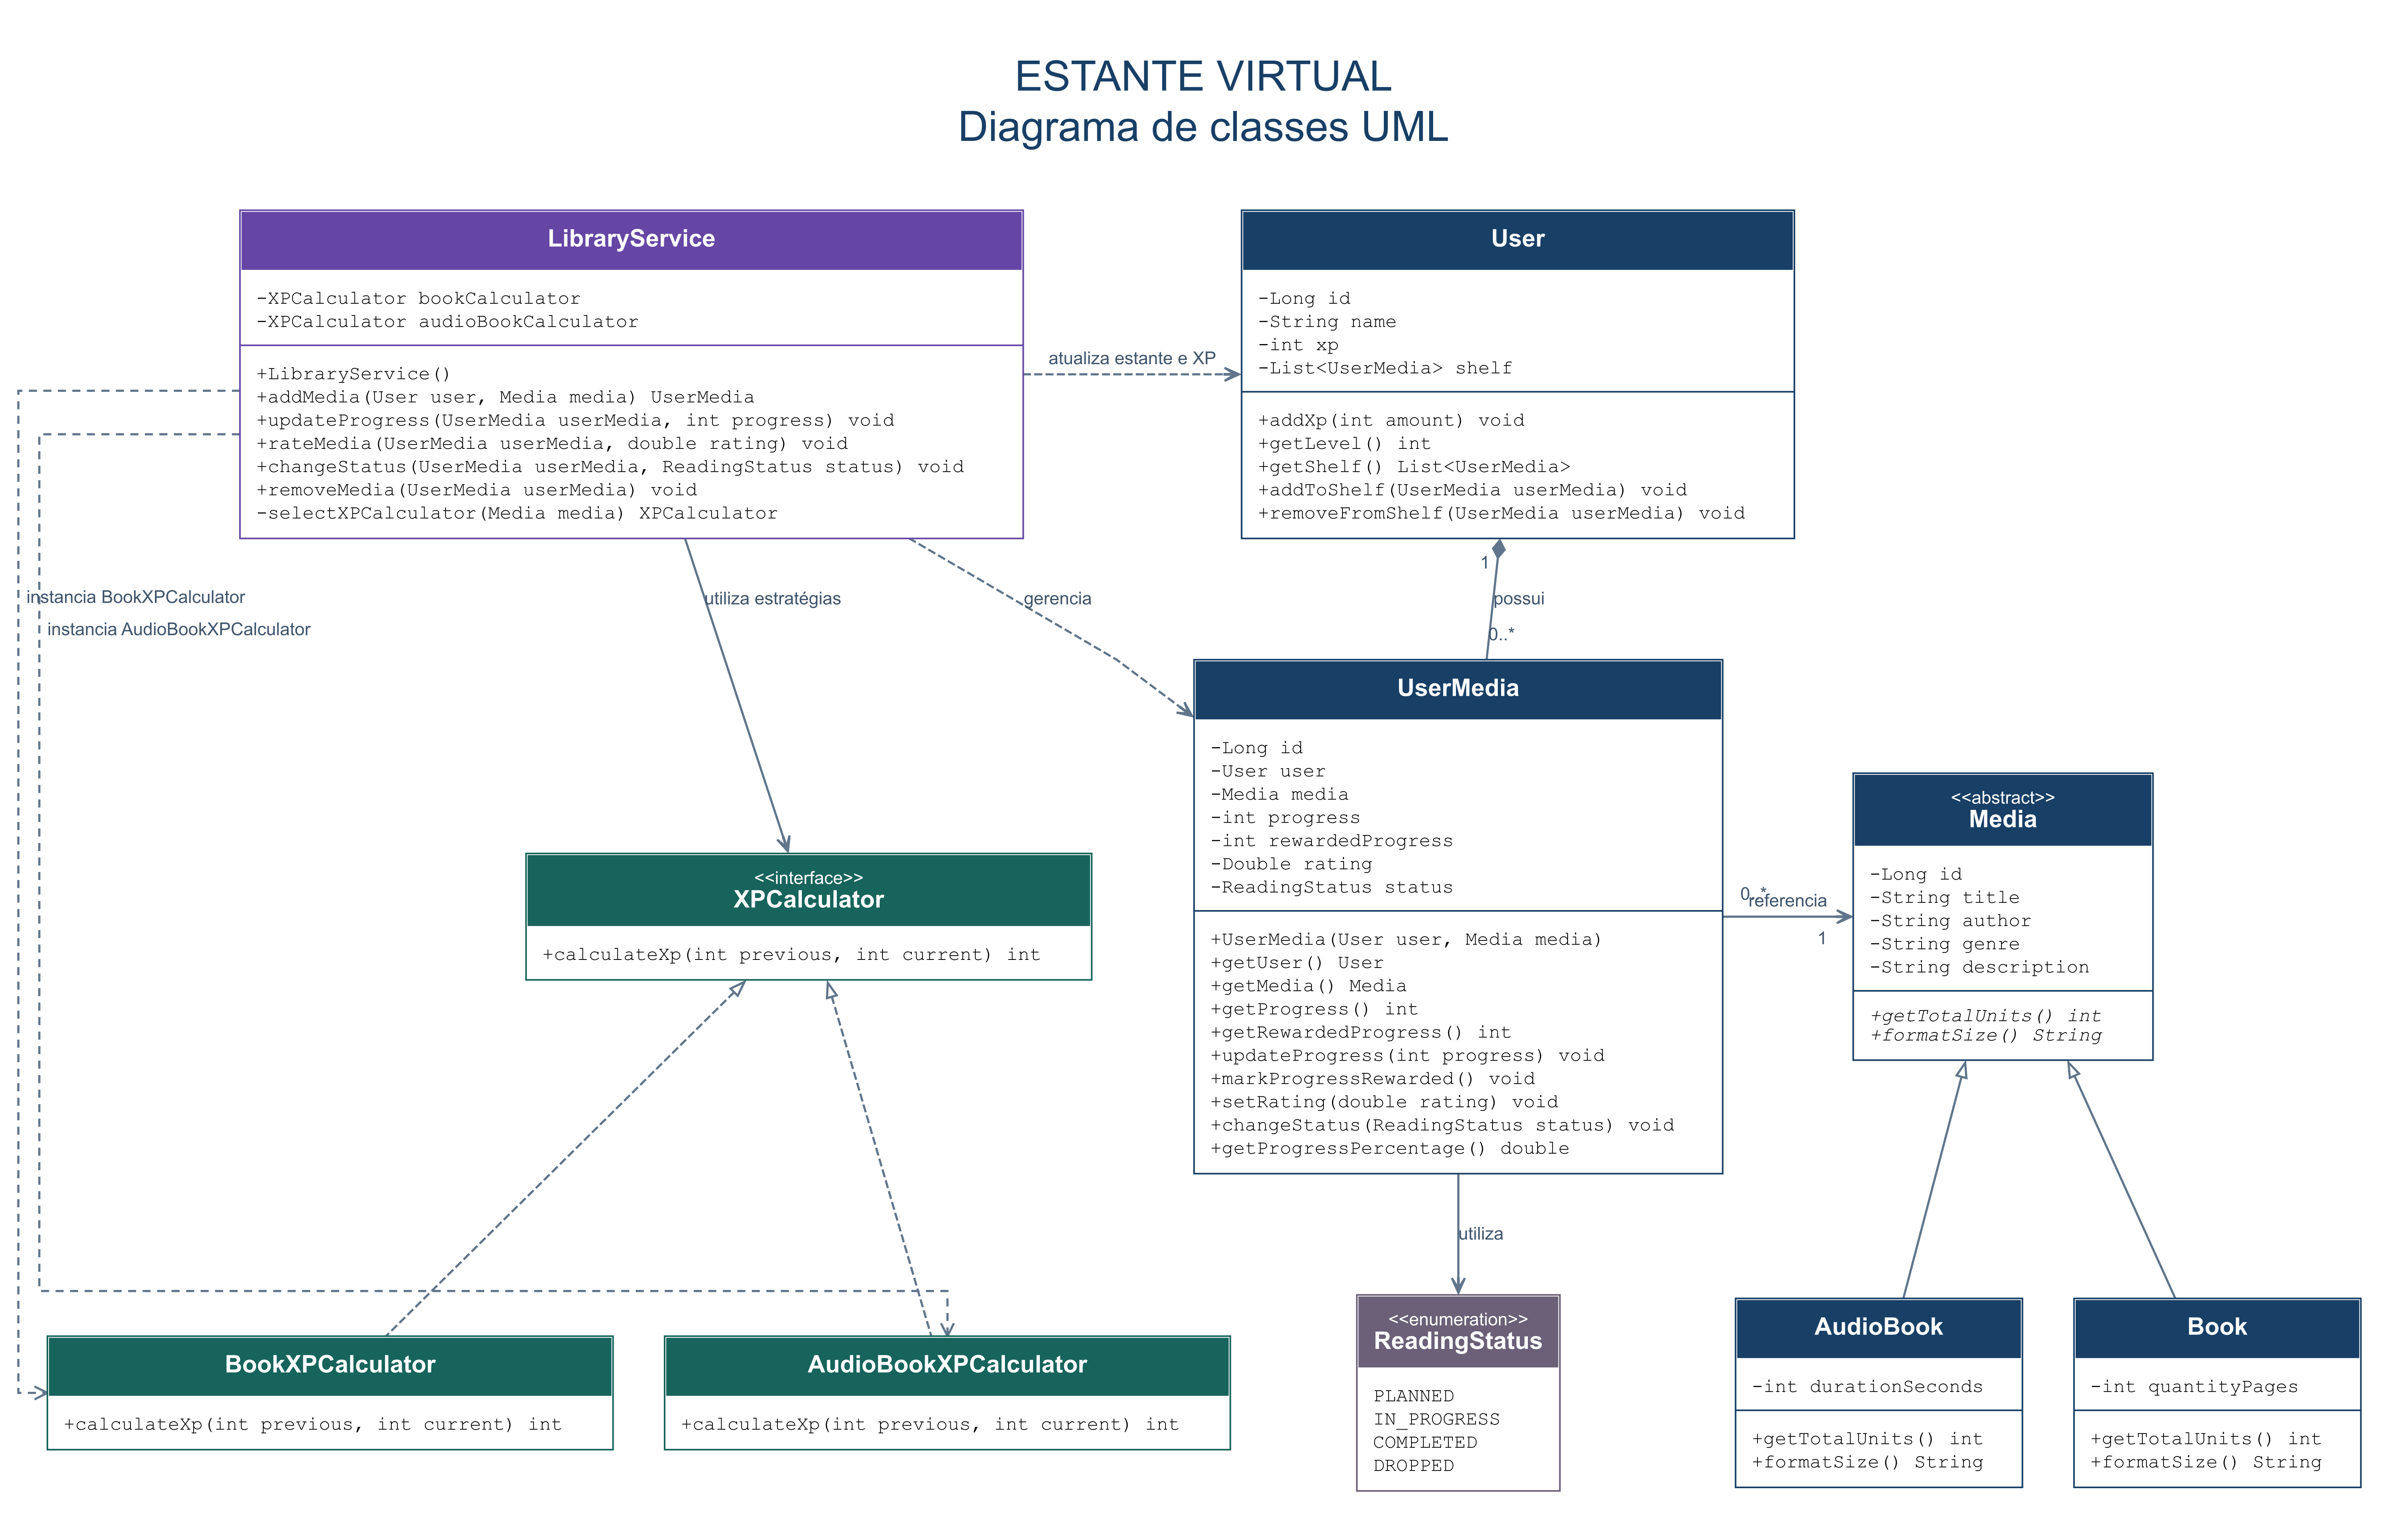 ESTANTE VIRTUAL
Diagrama de classes UML
LibraryService
-XPCalculator bookCalculator
-XPCalculator audioBookCalculator
+LibraryService()
+addMedia(User user, Media media) UserMedia
+updateProgress(UserMedia userMedia, int progress) void
+rateMedia(UserMedia userMedia, double rating) void
+changeStatus(UserMedia userMedia, ReadingStatus status) void
+removeMedia(UserMedia userMedia) void
-selectXPCalculator(Media media) XPCalculator
atualiza estante e XP
User
-Long id
-String name
-int xp
-List<UserMedia> shelf
+addXp(int amount) void
+getLevel() int
+getShelf() List<UserMedia>
+addToShelf(UserMedia userMedia) void
+removeFromShelf(UserMedia userMedia) void
instancia BookXPCalculator
instancia AudioBookXPCalculator
utiliza estratégias
gerencia
1
possui
0..*
UserMedia
-Long id
-User user
-Media media
-int progress
-int rewardedProgress
-Double rating
-ReadingStatus status
+UserMedia(User user, Media media)
+getUser() User
+getMedia() Media
+getProgress() int
+getRewardedProgress() int
+updateProgress(int progress) void
+markProgressRewarded() void
+setRating(double rating) void
+changeStatus(ReadingStatus status) void
+getProgressPercentage() double
0..*
referencia
1
<<abstract>>
Media
-Long id
-String title
-String author
-String genre
-String description
+getTotalUnits() int
+formatSize() String
<<interface>>
XPCalculator
+calculateXp(int previous, int current) int
utiliza
BookXPCalculator
+calculateXp(int previous, int current) int
AudioBookXPCalculator
+calculateXp(int previous, int current) int
<<enumeration>>
ReadingStatus
PLANNED
IN_PROGRESS
COMPLETED
DROPPED
AudioBook
-int durationSeconds
+getTotalUnits() int
+formatSize() String
Book
-int quantityPages
+getTotalUnits() int
+formatSize() String